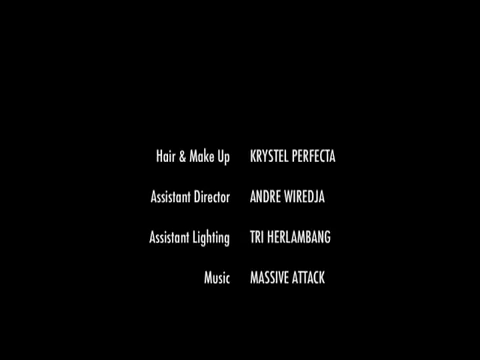 Hair & Make Up KRYSTEL PERFECTA
Assistant Director ANDRE WIREDJA
Assistant Lighting TRI HERLAMBANG
Music MASSIVE ATTACK